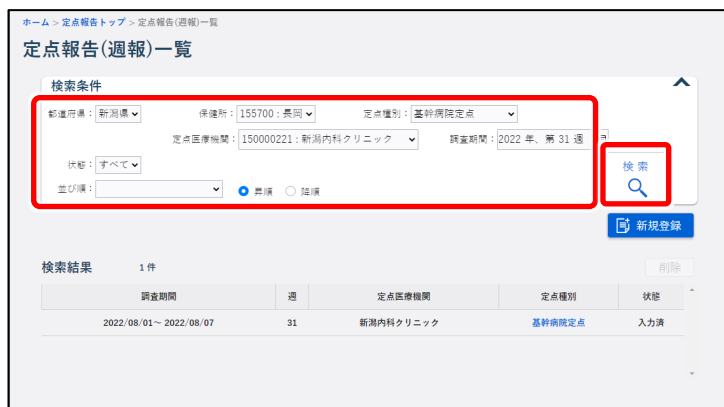 ホーム > 定点報告トップ > 定点報告(週報)一覧
定点報告(週報)一覧
検索条件
都道府県： 新潟県 保健所： 155700：長岡 定点種別： 基幹病院定点
定点医療機関： 150000221：新潟内科クリニック 調査期間： 2022 年、第 31 週
状態： すべて
並び順： 昇順 降順
検索
新規登録
検索結果 1 件 削除
調査期間 週 定点医療機関 定点種別 状態
2022/08/01～ 2022/08/07 31 新潟内科クリニック 基幹病院定点 入力済